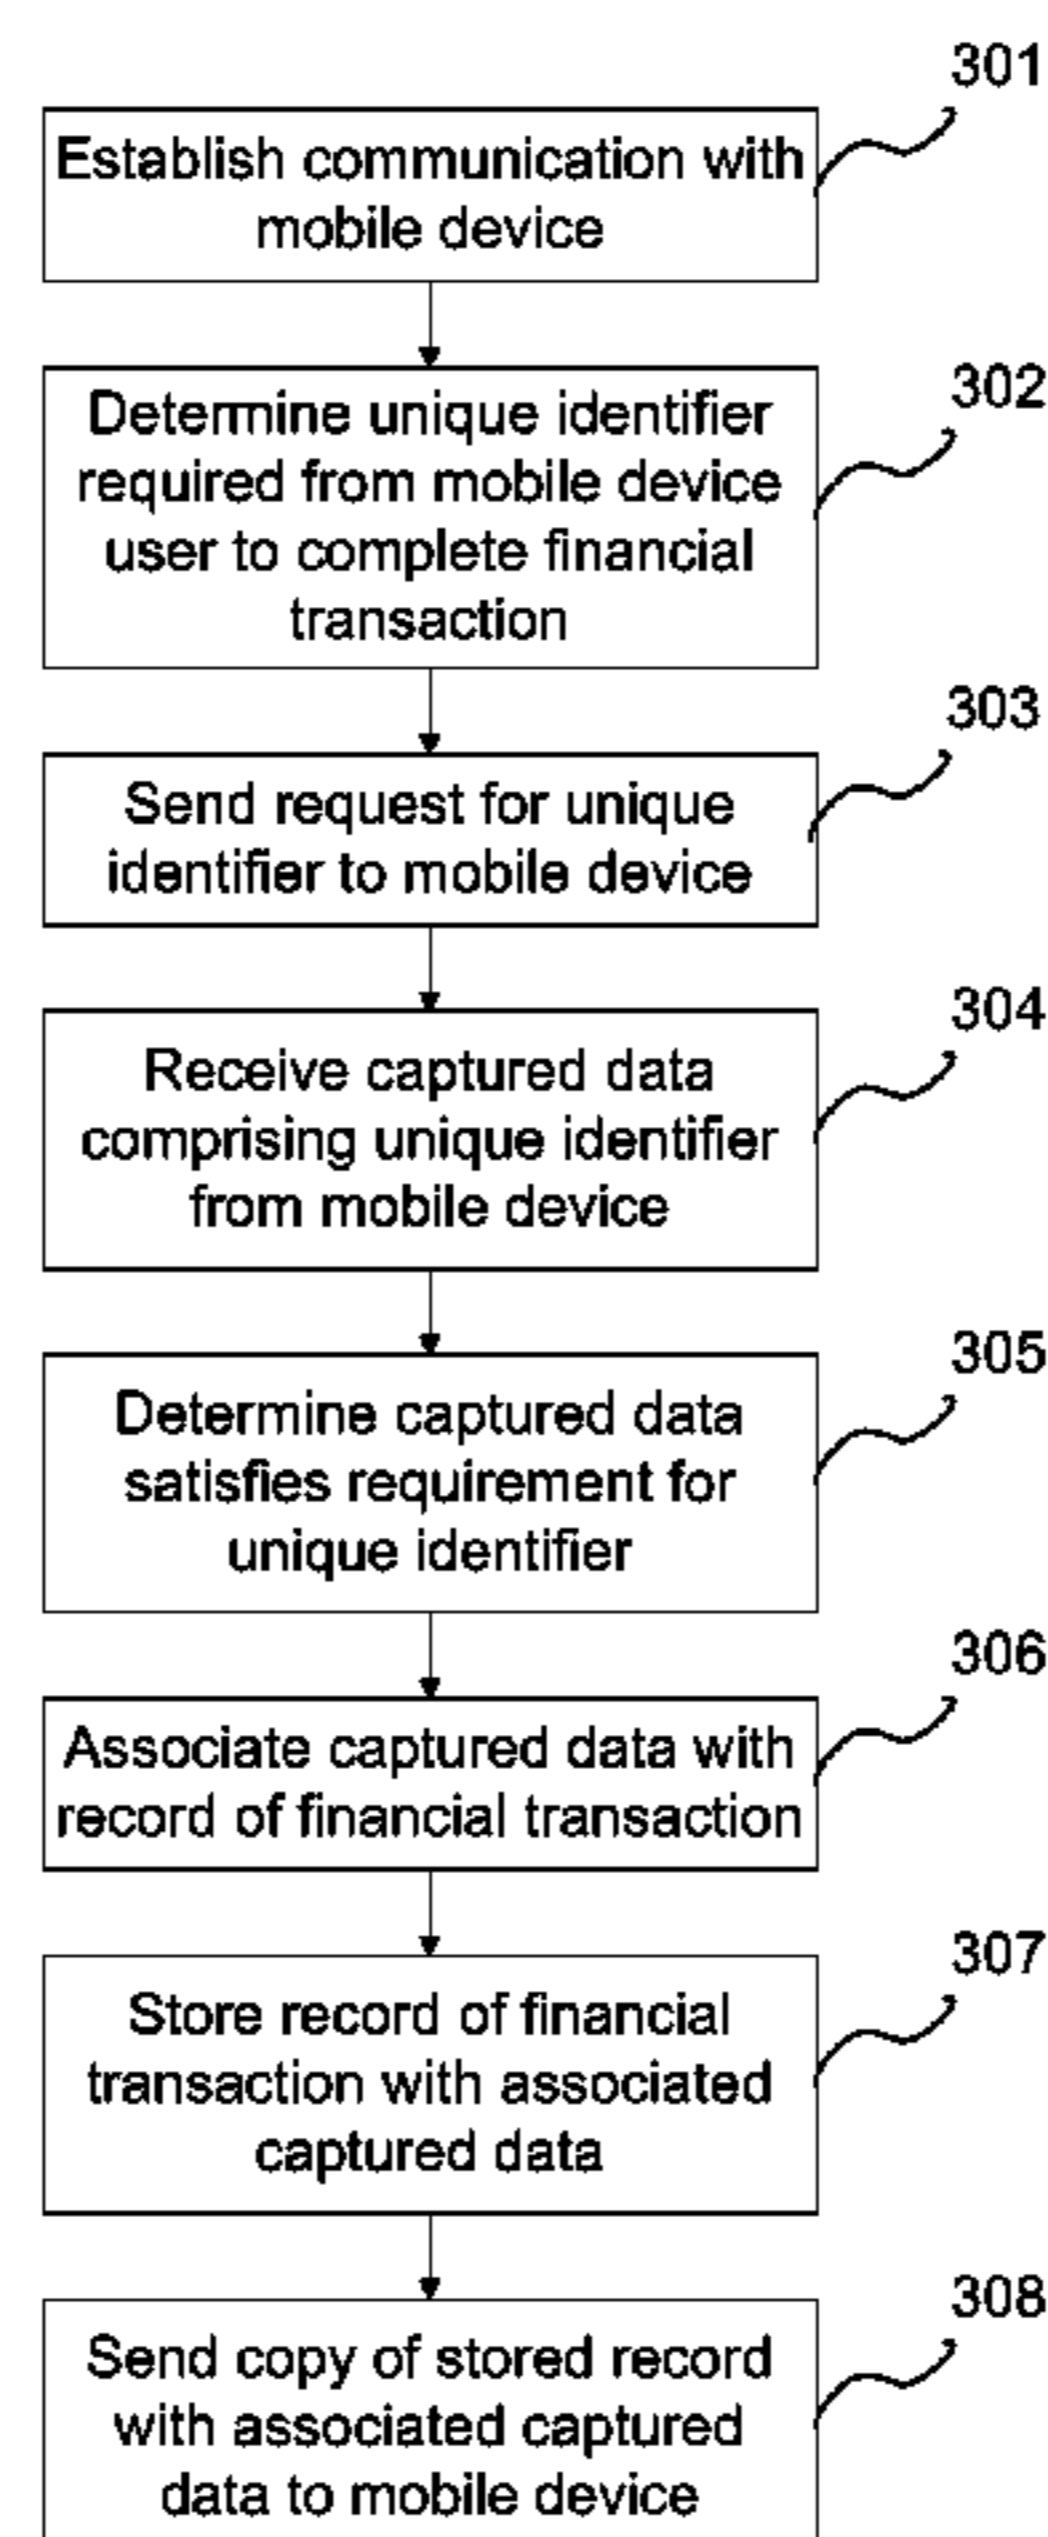 301
Establish communication with
mobile device
302
Determine unique identifier
required from mobile device
user to complete financial
transaction
303
Send request for unique
identifier to mobile device
304
Receive captured data
comprising unique identifier
from mobile device
305
Determine captured data
satisfies requirement for
unique identifier
306
Associate captured data with
record of financial transaction
307
Store record of financial
transaction with associated
captured data
308
Send copy of stored record
with associated captured
data to mobile device